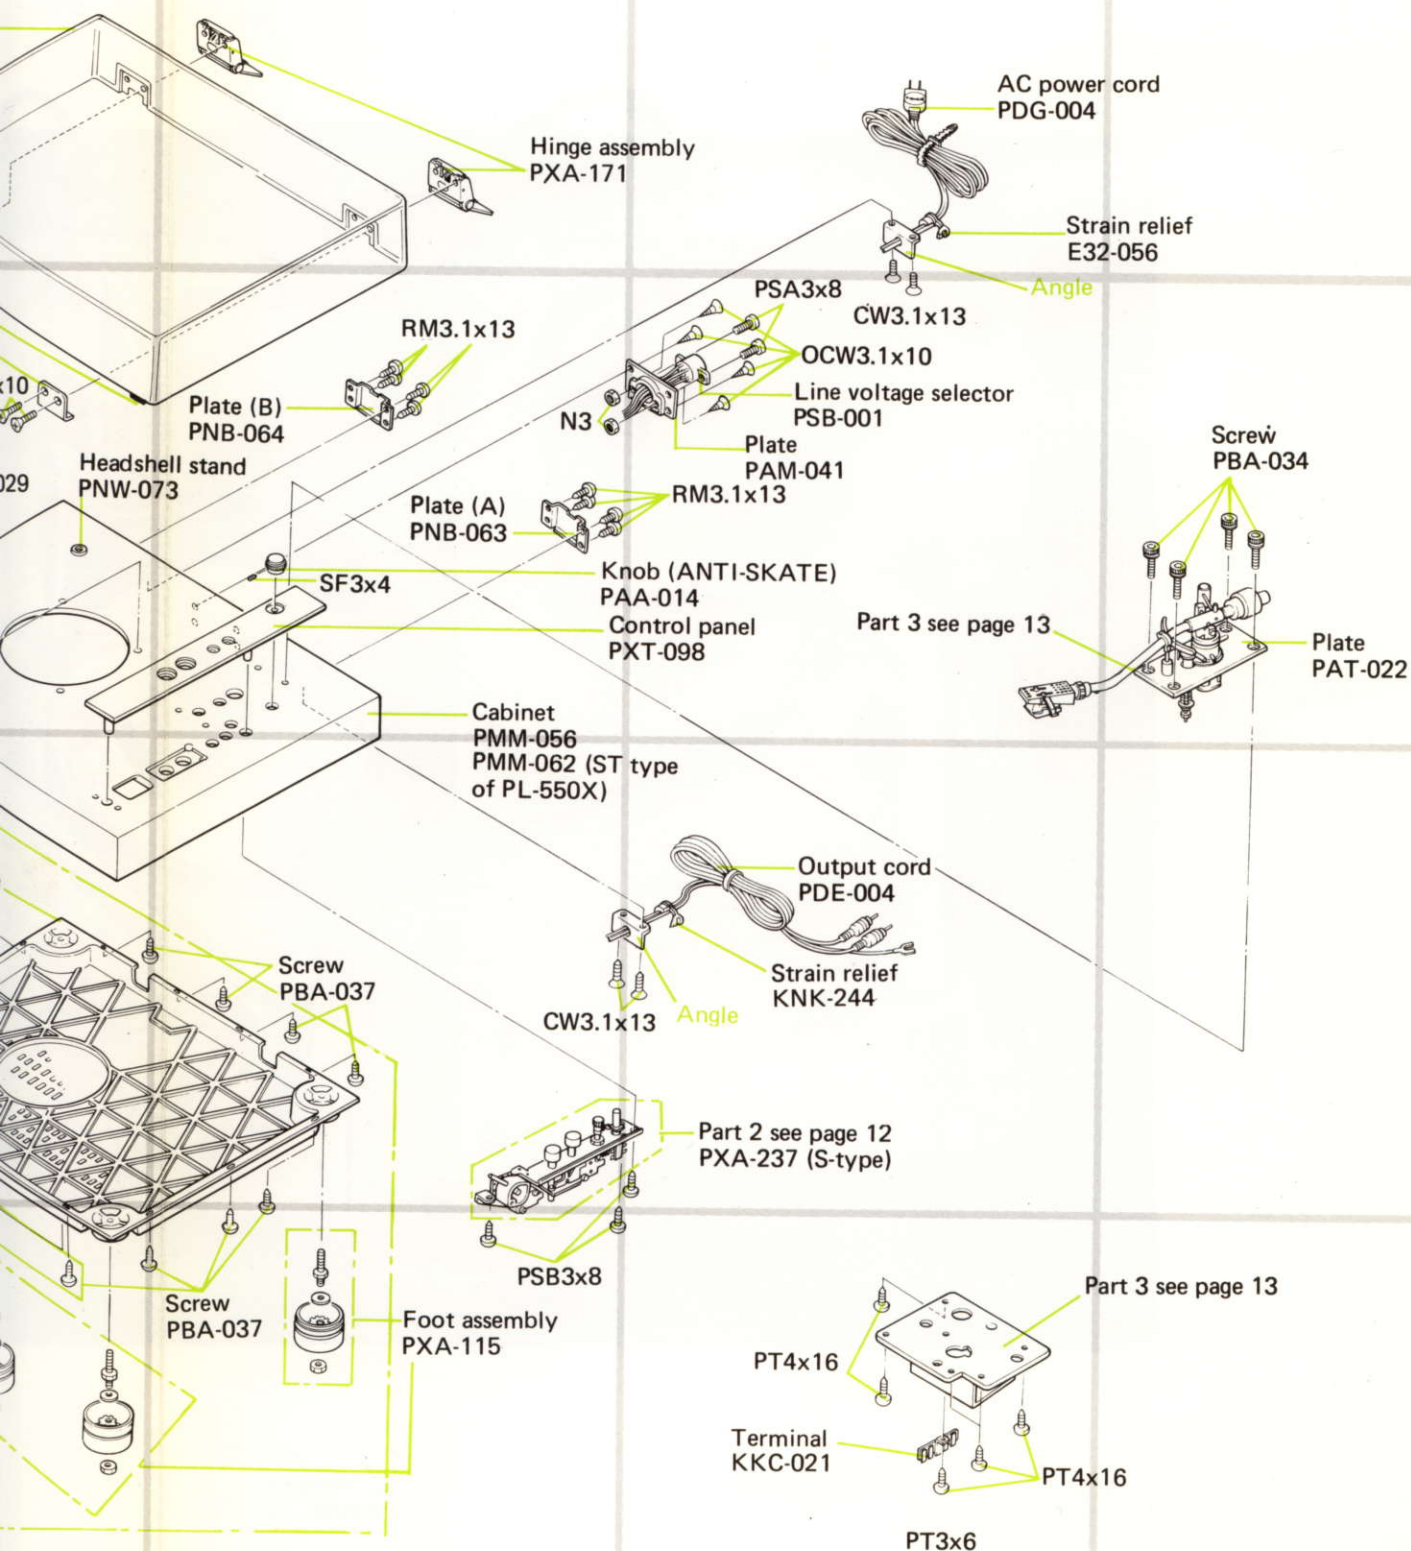 AC power cord
PDG-004
Hinge assembly
PXA-171
Strain relief
E32-056
Angle
PSA3x8
CW3.1x13
RM3.1x13
OCW3.1x10
x10
Plate (B)
PNB-064
Line voltage selector
PSB-001
N3
Plate
PAM-041
Screw
PBA-034
029
Headshell stand
PNW-073
Plate (A)
PNB-063
RM3.1x13
SF3x4
Knob (ANTI-SKATE)
PAA-014
Control panel
PXT-098
Part 3 see page 13
Plate
PAT-022
Cabinet
PMM-056
PMM-062 (ST type
of PL-550X)
Output cord
PDE-004
Strain relief
KNK-244
Screw
PBA-037
CW3.1x13
Angle
Part 2 see page 12
PXA-237 (S-type)
PSB3x8
Screw
PBA-037
Foot assembly
PXA-115
Part 3 see page 13
PT4x16
Terminal
KKC-021
PT4x16
PT3x6